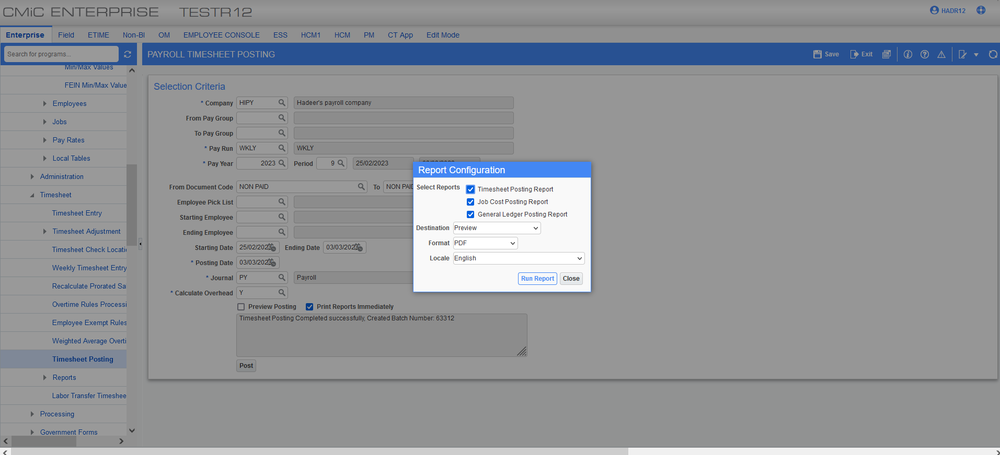 CMiC ENTERPRISE TESTR12
HADR12
Enterprise Field ETIME Non-BI OM EMPLOYEE CONSOLE ESS HCM1 HCM PM CT App Edit Mode
Search for programs...
PAYROLL TIMESHEET POSTING
Save Exit
Min/Max Values
FEIN Min/Max Value
Employees
Jobs
Pay Rates
Local Tables
Administration
Timesheet
Timesheet Entry
Timesheet Adjustment
Timesheet Check Locati
Weekly Timesheet Entry
Recalculate Prorated Sa
Overtime Rules Processi
Employee Exempt Rules
Weighted Average Overti
Timesheet Posting
Reports
Labor Transfer Timeshee
Processing
Government Forms
Selection Criteria
* Company HIPY Hadeer's payroll company
From Pay Group
To Pay Group
* Pay Run WKLY WKLY
* Pay Year 2023 Period 9 25/02/2023
From Document Code NON PAID To NON PAID
Employee Pick List
Starting Employee
Ending Employee
Starting Date 25/02/2023 Ending Date 03/03/2023
* Posting Date 03/03/2023
* Journal PY Payroll
* Calculate Overhead Y
Preview Posting Print Reports Immediately
Timesheet Posting Completed successfully, Created Batch Number: 63312
Post
Report Configuration
Select Reports Timesheet Posting Report
Job Cost Posting Report
General Ledger Posting Report
Destination Preview
Format PDF
Locale English
Run Report Close